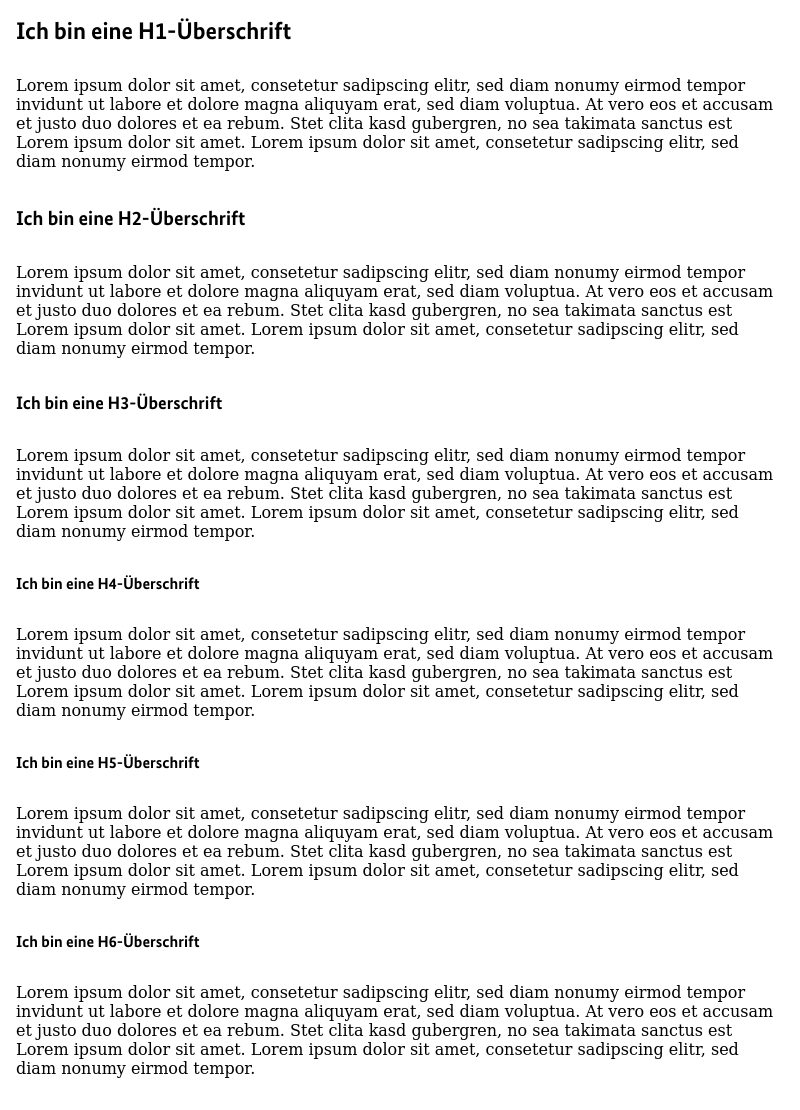 Ich bin eine H1-Überschrift
Lorem ipsum dolor sit amet, consetetur sadipscing elitr, sed diam nonumy eirmod tempor
invidunt ut labore et dolore magna aliquyam erat, sed diam voluptua. At vero eos et accusam
et justo duo dolores et ea rebum. Stet clita kasd gubergren, no sea takimata sanctus est
Lorem ipsum dolor sit amet. Lorem ipsum dolor sit amet, consetetur sadipscing elitr, sed
diam nonumy eirmod tempor.
Ich bin eine H2-Überschrift
Lorem ipsum dolor sit amet, consetetur sadipscing elitr, sed diam nonumy eirmod tempor
invidunt ut labore et dolore magna aliquyam erat, sed diam voluptua. At vero eos et accusam
et justo duo dolores et ea rebum. Stet clita kasd gubergren, no sea takimata sanctus est
Lorem ipsum dolor sit amet. Lorem ipsum dolor sit amet, consetetur sadipscing elitr, sed
diam nonumy eirmod tempor.
Ich bin eine H3-Überschrift
Lorem ipsum dolor sit amet, consetetur sadipscing elitr, sed diam nonumy eirmod tempor
invidunt ut labore et dolore magna aliquyam erat, sed diam voluptua. At vero eos et accusam
et justo duo dolores et ea rebum. Stet clita kasd gubergren, no sea takimata sanctus est
Lorem ipsum dolor sit amet. Lorem ipsum dolor sit amet, consetetur sadipscing elitr, sed
diam nonumy eirmod tempor.
Ich bin eine H4-Überschrift
Lorem ipsum dolor sit amet, consetetur sadipscing elitr, sed diam nonumy eirmod tempor
invidunt ut labore et dolore magna aliquyam erat, sed diam voluptua. At vero eos et accusam
et justo duo dolores et ea rebum. Stet clita kasd gubergren, no sea takimata sanctus est
Lorem ipsum dolor sit amet. Lorem ipsum dolor sit amet, consetetur sadipscing elitr, sed
diam nonumy eirmod tempor.
Ich bin eine H5-Überschrift
Lorem ipsum dolor sit amet, consetetur sadipscing elitr, sed diam nonumy eirmod tempor
invidunt ut labore et dolore magna aliquyam erat, sed diam voluptua. At vero eos et accusam
et justo duo dolores et ea rebum. Stet clita kasd gubergren, no sea takimata sanctus est
Lorem ipsum dolor sit amet. Lorem ipsum dolor sit amet, consetetur sadipscing elitr, sed
diam nonumy eirmod tempor.
Ich bin eine H6-Überschrift
Lorem ipsum dolor sit amet, consetetur sadipscing elitr, sed diam nonumy eirmod tempor
invidunt ut labore et dolore magna aliquyam erat, sed diam voluptua. At vero eos et accusam
et justo duo dolores et ea rebum. Stet clita kasd gubergren, no sea takimata sanctus est
Lorem ipsum dolor sit amet. Lorem ipsum dolor sit amet, consetetur sadipscing elitr, sed
diam nonumy eirmod tempor.